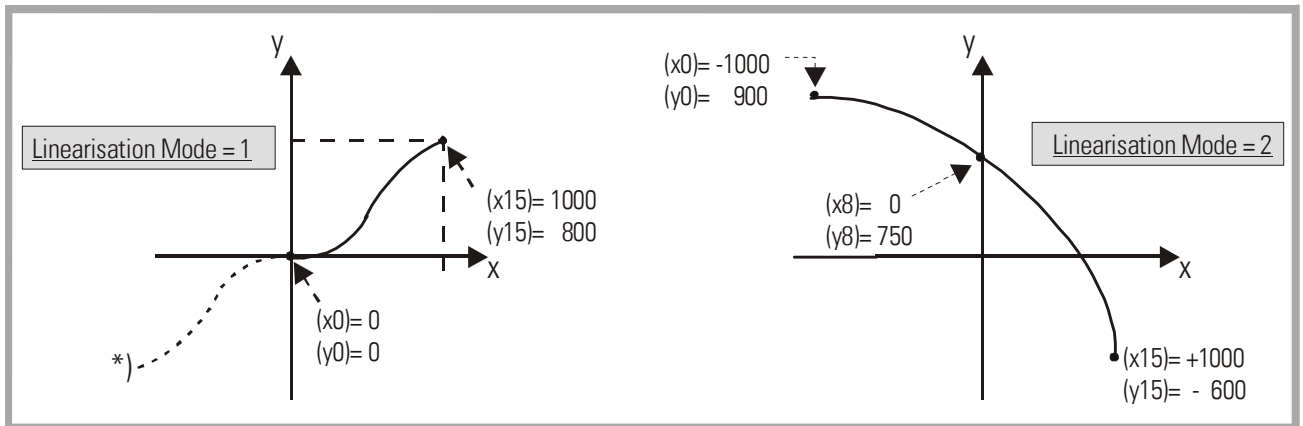 y
Linearisation Mode = 1
(x15)= 1000
(y15)= 800
x
(x0)= 0
(y0)= 0
*)
y
(x0)= -1000
(y0)= 900
Linearisation Mode = 2
(x8)= 0
(y8)= 750
x
(x15)= +1000
(y15)= - 600